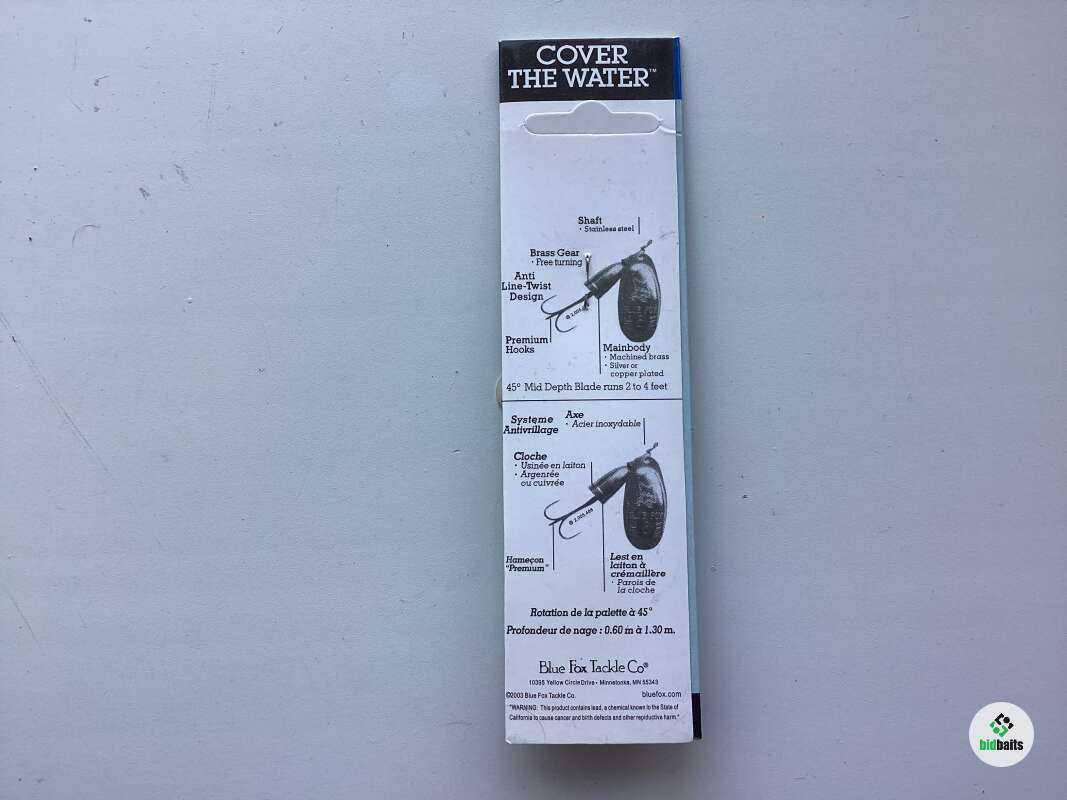 COVER
THE WATER™
Shaft
• Stainless steel
Brass Gear
• Free turning
Anti
Line-Twist
Design
Premium
Hooks
Mainbody
• Machined brass
• Silver or
copper plated
45° Mid Depth Blade runs 2 to 4 feet
Axe
• Acier inoxydable
Systeme
Antivrillage
Cloche
• Usinée en laiton
• Argenrée
ou cuivrée
Hameçon
"Premium"
Lest en
laiton à
crémaillère
• Parois de
la cloche
Rotation de la palette à 45°
Profondeur de nage : 0.60 m à 1.30 m.
Blue Fox Tackle Co®
10395 Yellow Circle Drive • Minnetonka, MN 55343
©2003 Blue Fox Tackle Co.
bluefox.com
"WARNING: This product contains lead, a chemical known to the State of
California to cause cancer and birth defects and other reproductive harm."
bidbaits